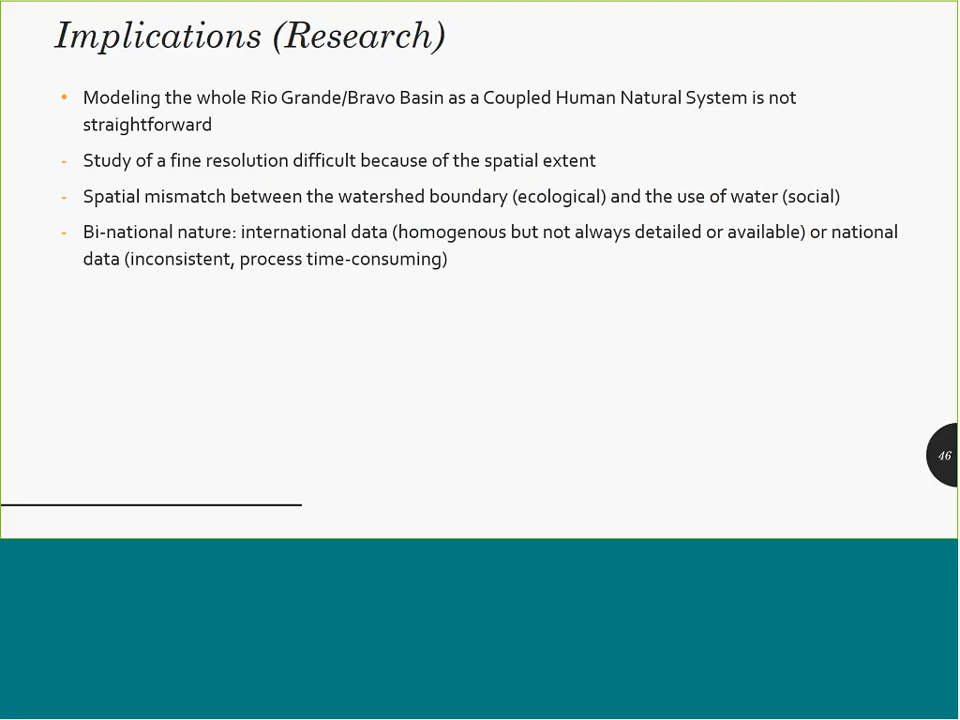 Implications (Research)
• Modeling the whole Rio Grande/Bravo Basin as a Coupled Human Natural System is not
straightforward
- Study of a fine resolution difficult because of the spatial extent
- Spatial mismatch between the watershed boundary (ecological) and the use of water (social)
- Bi-national nature: international data (homogenous but not always detailed or available) or national
data (inconsistent, process time-consuming)
46